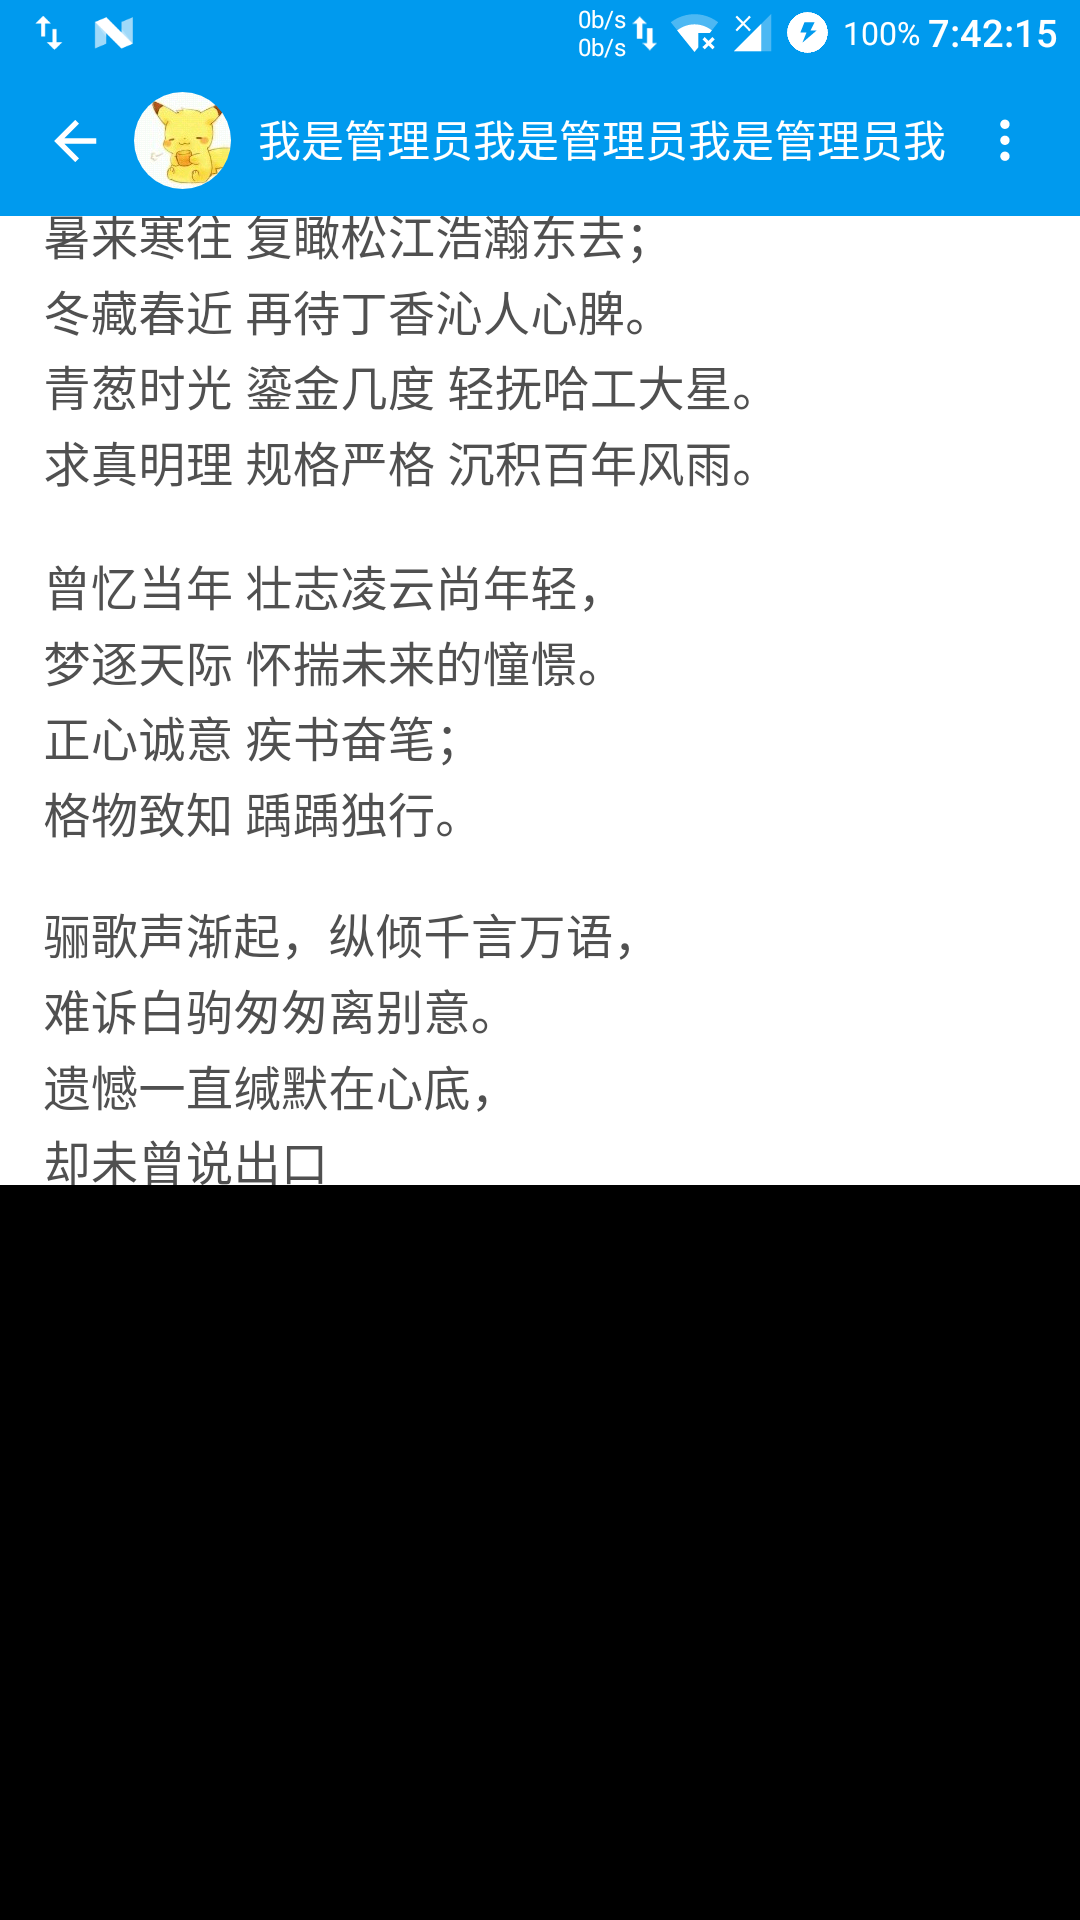 0b/s
0b/s
100% 7:42:15
我是管理员我是管理员我是管理员我
暑来寒往 复瞰松江浩瀚东去；
冬藏春近 再待丁香沁人心脾。
青葱时光 鎏金几度 轻抚哈工大星。
求真明理 规格严格 沉积百年风雨。
曾忆当年 壮志凌云尚年轻，
梦逐天际 怀揣未来的憧憬。
正心诚意 疾书奋笔；
格物致知 踽踽独行。
骊歌声渐起，纵倾千言万语，
难诉白驹匆匆离别意。
遗憾一直缄默在心底，
却未曾说出口